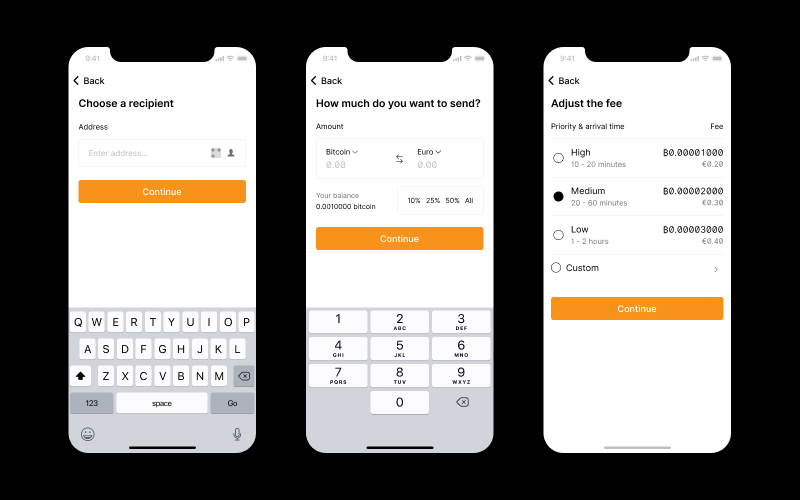 9:41
Back
Choose a recipient
Address
Enter address...
Continue
Q W E R T Y U I O P
A S D F G H J K L
Z X C V B N M
123 space Go
9:41
Back
How much do you want to send?
Amount
Bitcoin Euro
0.00 0.00
Your balance
0.0010000 bitcoin
10% 25% 50% All
Continue
1 2 3
ABC DEF
4 5 6
GHI JKL MNO
7 8 9
PQRS TUV WXYZ
0
9:41
Back
Adjust the fee
Priority & arrival time Fee
High ₿0.00001000
10 - 20 minutes €0.20
Medium ₿0.00002000
20 - 60 minutes €0.30
Low ₿0.00003000
1 - 2 hours €0.40
Custom
Continue